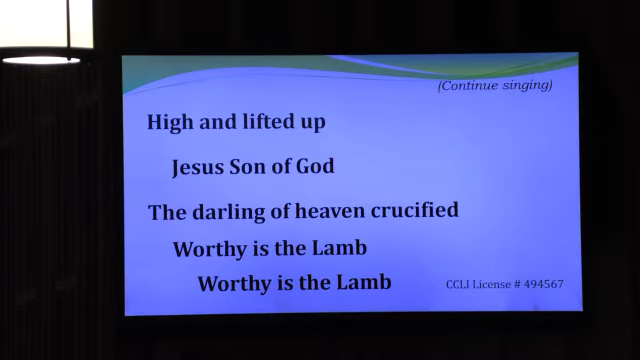 (Continue singing)
High and lifted up
Jesus Son of God
The darling of heaven crucified
Worthy is the Lamb
Worthy is the Lamb
CCLI License # 494567